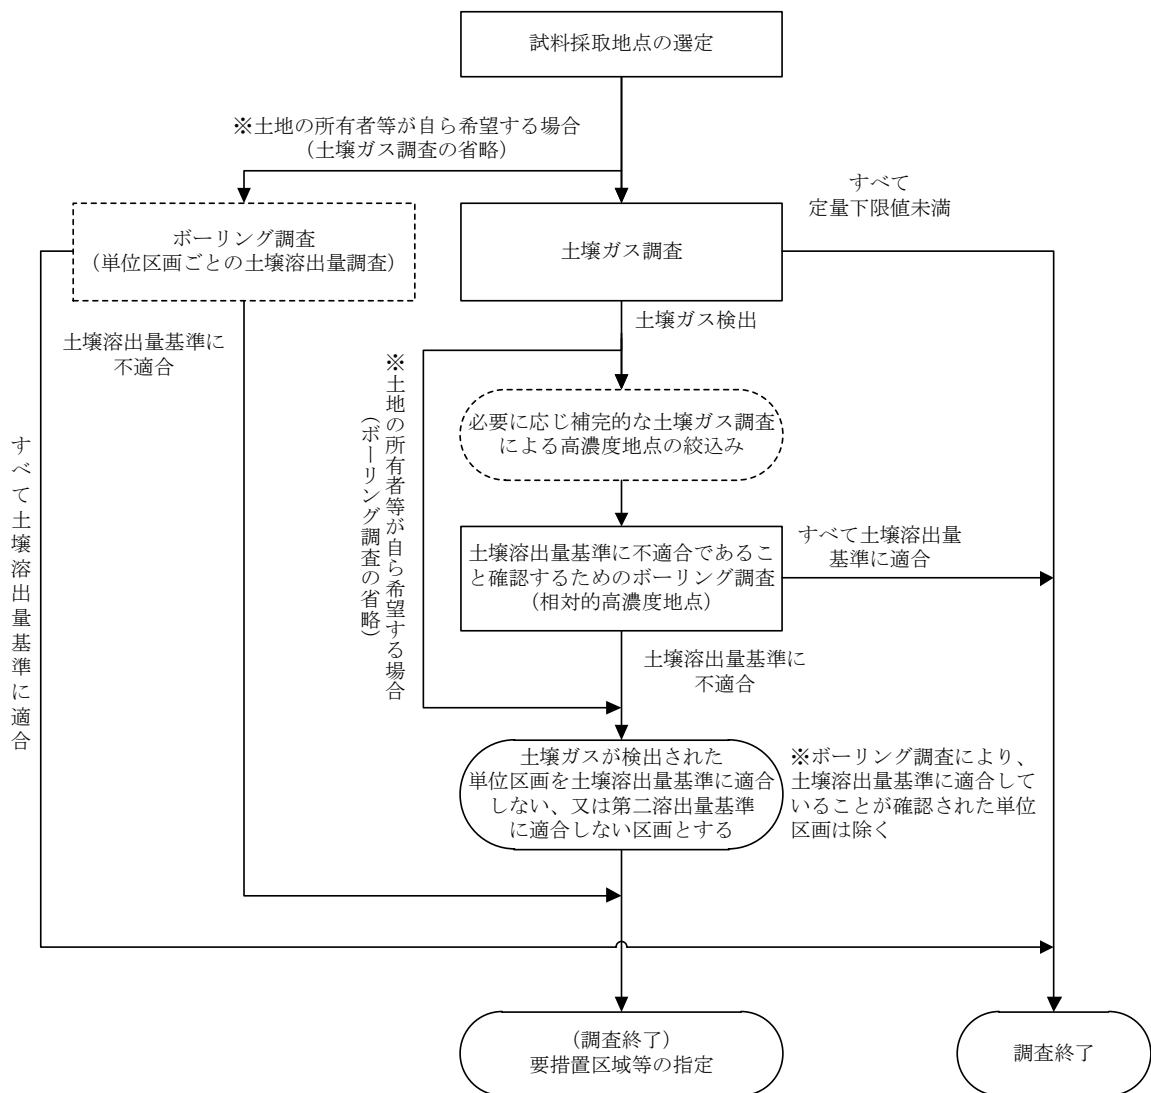 試料採取地点の選定
※土地の所有者等が自ら希望する場合
(土壌ガス調査の省略)
すべて
定量下限値未満
ボーリング調査
(単位区画ごとの土壌溶出量調査)
土壌ガス調査
土壌ガス検出
土壌溶出量基準に
不適合
※土地の所有者等が自ら希望する場合
(ボーリング調査の省略)
すべて土壌溶出量基準に適合
必要に応じ補完的な土壌ガス調査
による高濃度地点の絞込み
土壌溶出量基準に不適合であるこ
と確認するためのボーリング調査
(相対的高濃度地点)
すべて土壌溶出量
基準に適合
土壌溶出量基準に
不適合
土壌ガスが検出された
単位区画を土壌溶出量基準に適合
しない、又は第二溶出量基準
に適合しない区画とする
※ボーリング調査により、
土壌溶出量基準に適合して
いることが確認された単位
区画は除く
(調査終了)
要措置区域等の指定
調査終了